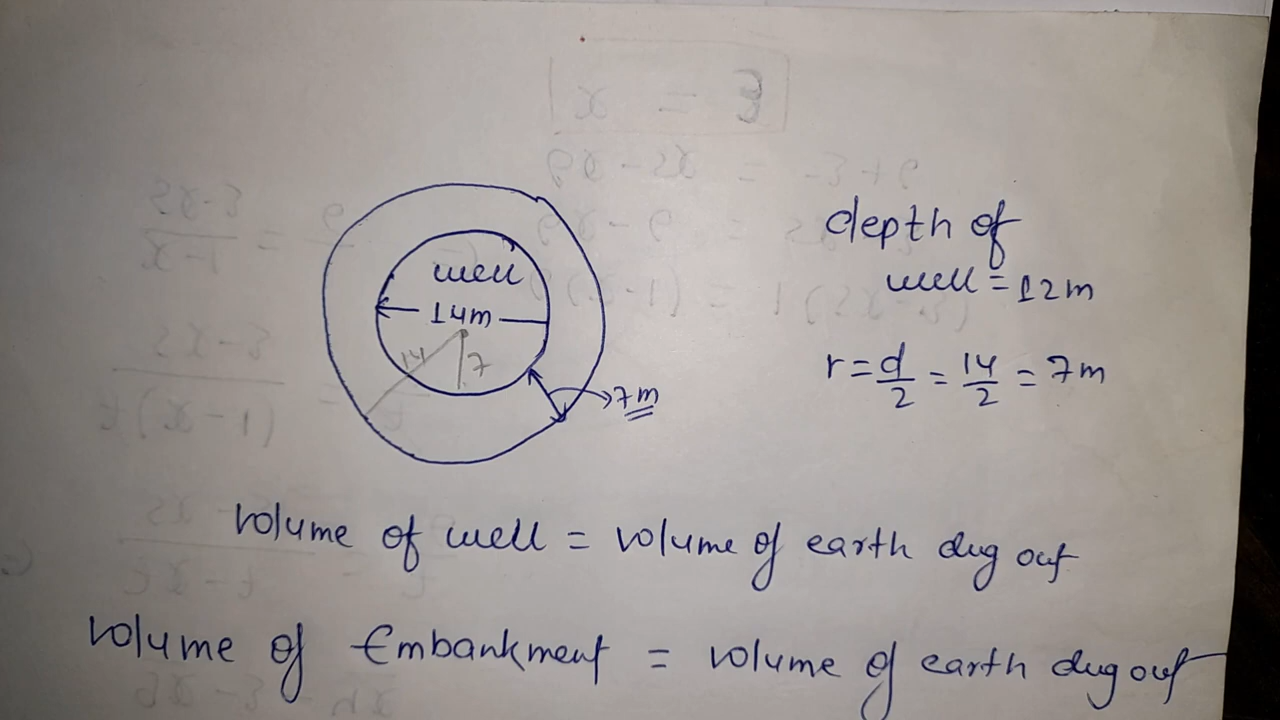 well
14m
14
7
7m
depth of
well = 12m
r = d/2 = 14/2 = 7m
volume of well = volume of earth dug out
volume of Embankment = volume of earth dug out